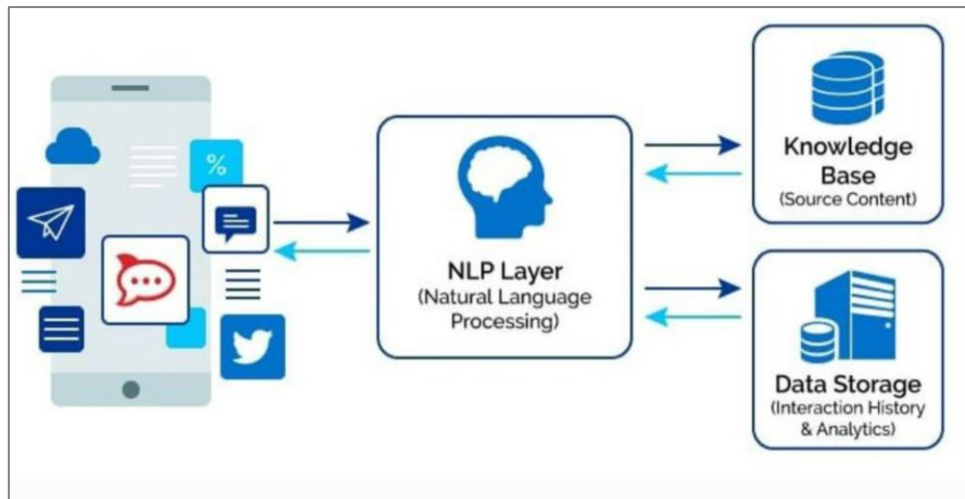 %
NLP Layer
(Natural Language
Processing)
Knowledge
Base
(Source Content)
Data Storage
(Interaction History
& Analytics)